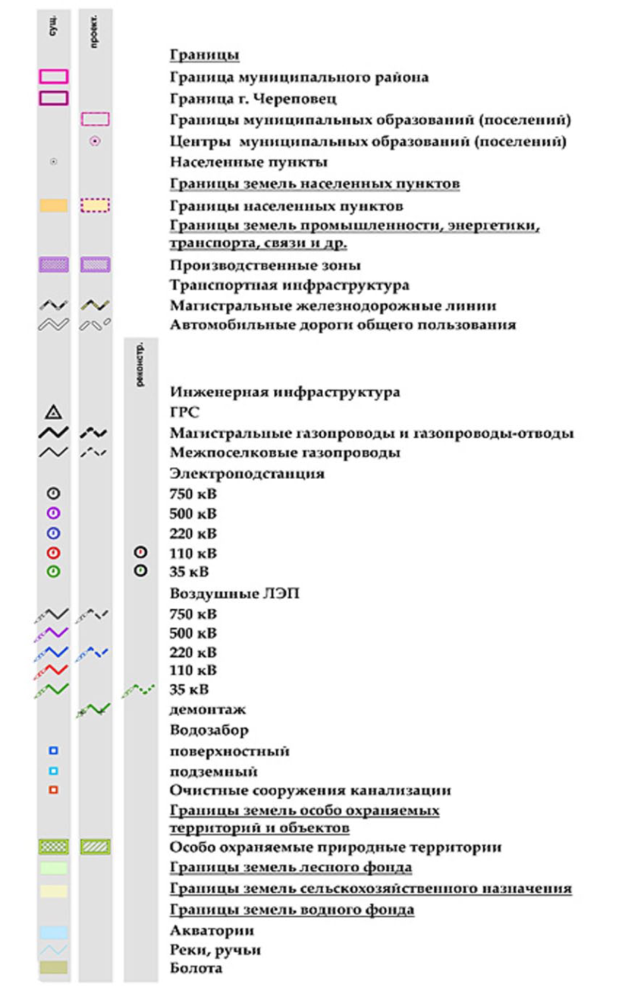 сущ.
проект.
Границы
Граница муниципального района
Граница г. Череповец
Границы муниципальных образований (поселений)
Центры муниципальных образований (поселений)
Населенные пункты
Границы земель населенных пунктов
Границы населенных пунктов
Границы земель промышленности, энергетики,
транспорта, связи и др.
Производственные зоны
Транспортная инфраструктура
Магистральные железнодорожные линии
Автомобильные дороги общего пользования
реконстр.
Инженерная инфраструктура
ГРС
Магистральные газопроводы и газопроводы-отводы
Межпоселковые газопроводы
Электроподстанция
750 кВ
500 кВ
220 кВ
110 кВ
35 кВ
Воздушные ЛЭП
750 кВ
500 кВ
220 кВ
110 кВ
35 кВ
демонтаж
Водозабор
поверхностный
подземный
Очистные сооружения канализации
Границы земель особо охраняемых
территорий и объектов
Особо охраняемые природные территории
Границы земель лесного фонда
Границы земель сельскохозяйственного назначения
Границы земель водного фонда
Акватории
Реки, ручьи
Болота